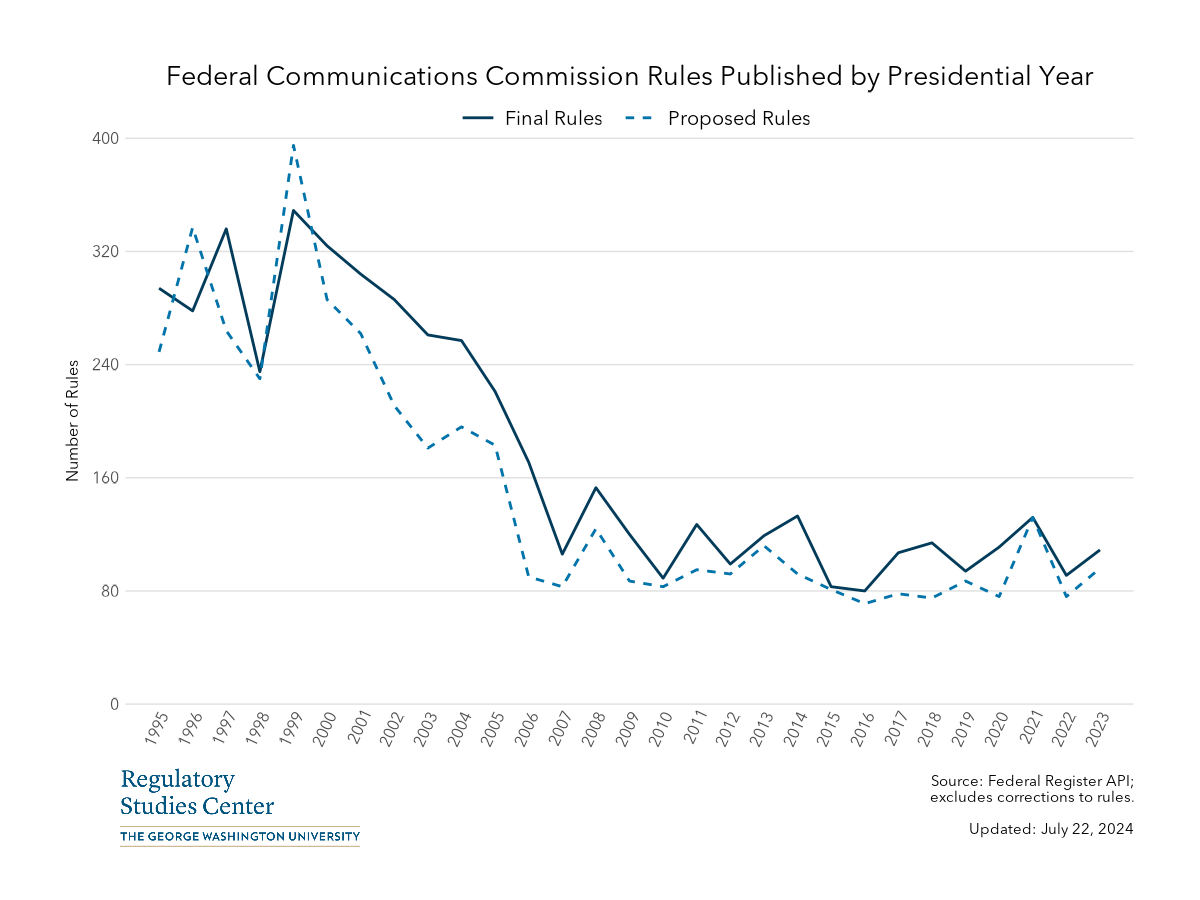 Federal Communications Commission Rules Published by Presidential Year
Final Rules Proposed Rules
400
320
240
160
80
0
Number of Rules
1995 1996 1997 1998 1999 2000 2001 2002 2003 2004 2005 2006 2007 2008 2009 2010 2011 2012 2013 2014 2015 2016 2017 2018 2019 2020 2021 2022 2023
Regulatory
Studies Center
THE GEORGE WASHINGTON UNIVERSITY
Source: Federal Register API;
excludes corrections to rules.
Updated: July 22, 2024